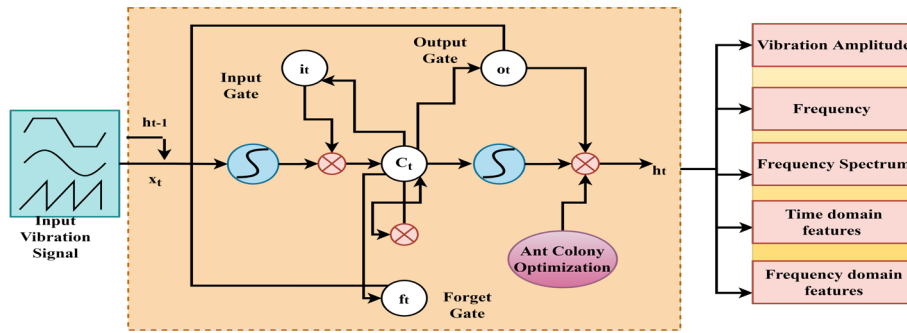 Input
Vibration
Signal
ht-1
xt
Input
Gate
it
Ct
Output
Gate
ot
ft
Forget
Gate
Ant Colony
Optimization
ht
Vibration Amplitude
Frequency
Frequency Spectrum
Time domain
features
Frequency domain
features